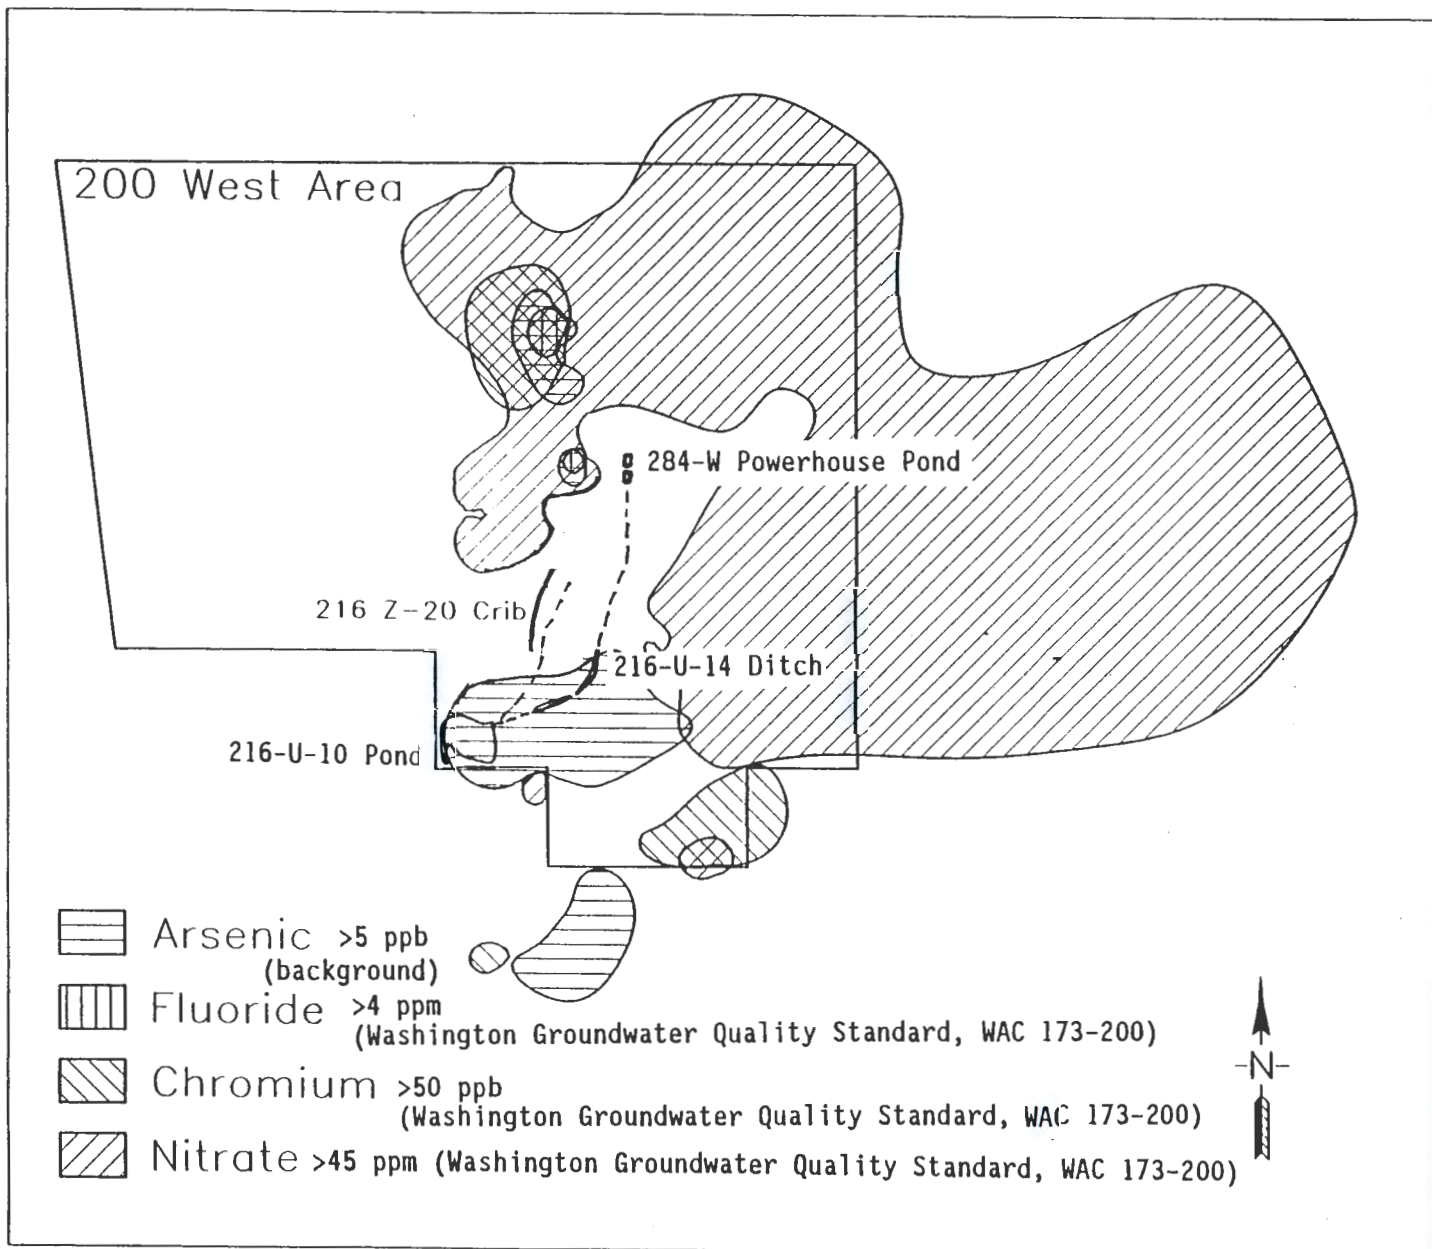 200 West Area
284-W Powerhouse Pond
216 Z-20 Crib
216-U-14 Ditch
216-U-10 Pond
Arsenic >5 ppb
(background)
Fluoride >4 ppm
(Washington Groundwater Quality Standard, WAC 173-200)
Chromium >50 ppb
(Washington Groundwater Quality Standard, WAC 173-200)
Nitrate >45 ppm (Washington Groundwater Quality Standard, WAC 173-200)
-N-